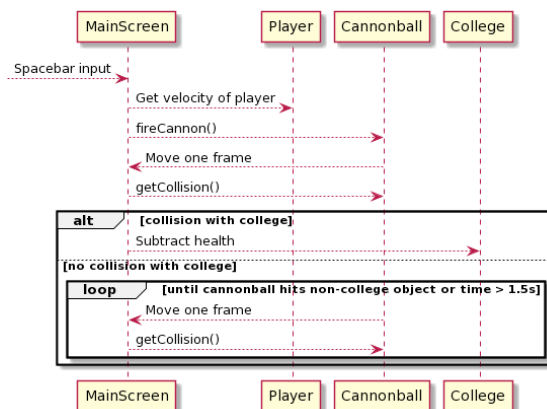 MainScreen Player Cannonball College
Spacebar input
Get velocity of player
fireCannon()
Move one frame
getCollision()
alt [collision with college]
Subtract health
[no collision with college]
loop [until cannonball hits non-college object or time > 1.5s]
Move one frame
getCollision()
MainScreen Player Cannonball College